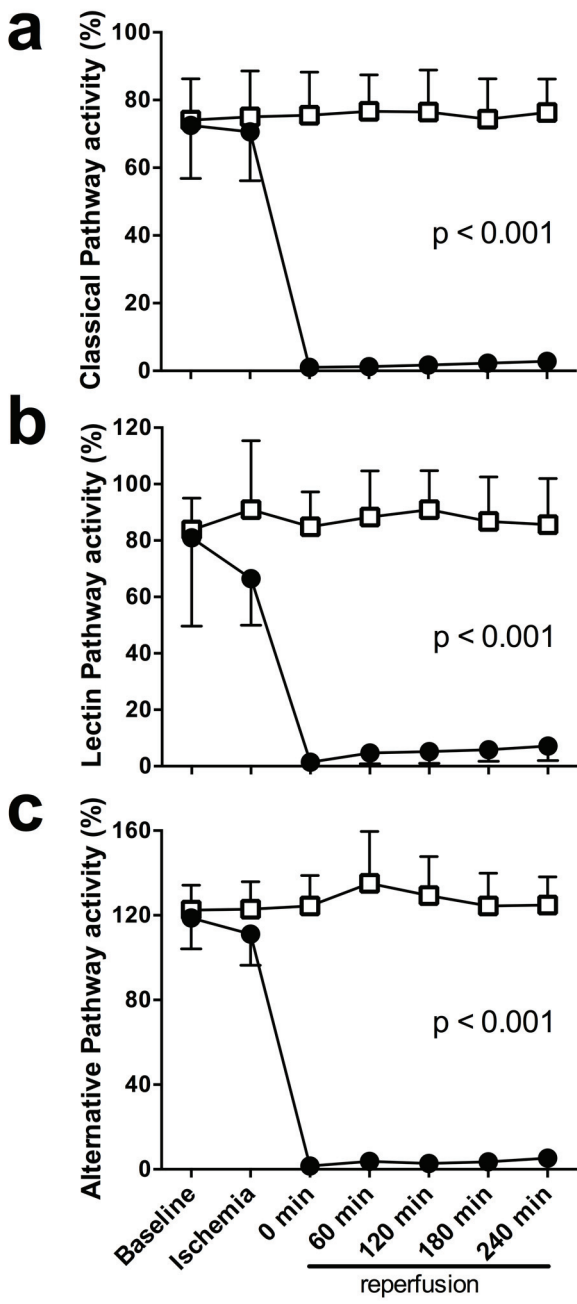 a
Classical Pathway activity (%)
100
80
60
40
20
0
p < 0.001
b
Lectin Pathway activity (%)
120
100
80
60
40
20
0
p < 0.001
c
Alternative Pathway activity (%)
160
120
80
40
0
p < 0.001
Baseline
Ischemia
0 min
60 min
120 min
180 min
240 min
reperfusion